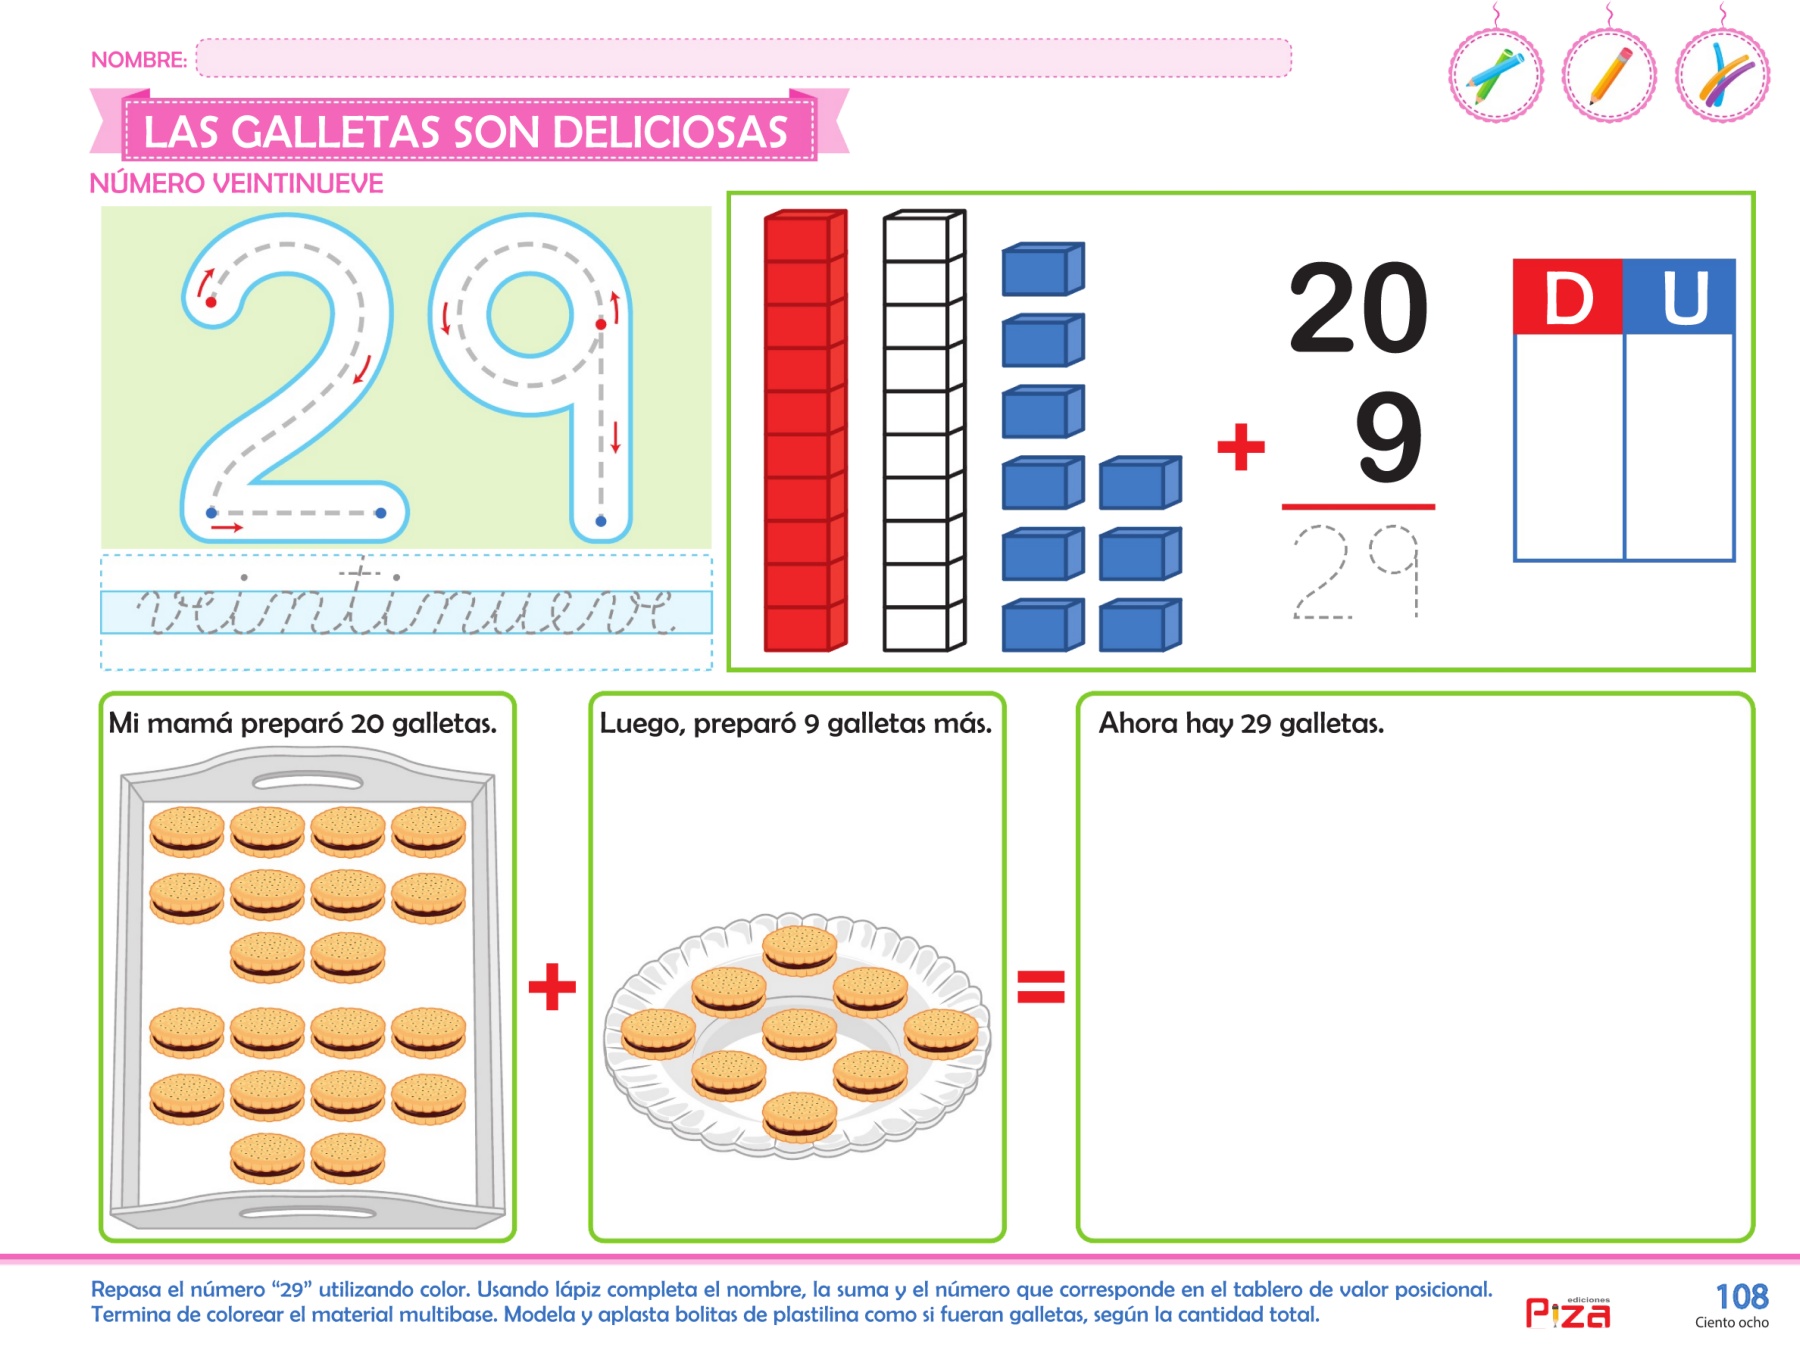 NOMBRE:
LAS GALLETAS SON DELICIOSAS
NÚMERO VEINTINUEVE
29
veintinueve
20
+ 9
29
D U
Mi mamá preparó 20 galletas.
+
Luego, preparó 9 galletas más.
=
Ahora hay 29 galletas.
Repasa el número “29” utilizando color. Usando lápiz completa el nombre, la suma y el número que corresponde en el tablero de valor posicional.
Termina de colorear el material multibase. Modela y aplasta bolitas de plastilina como si fueran galletas, según la cantidad total.
ediciones
Piza
108
Ciento ocho